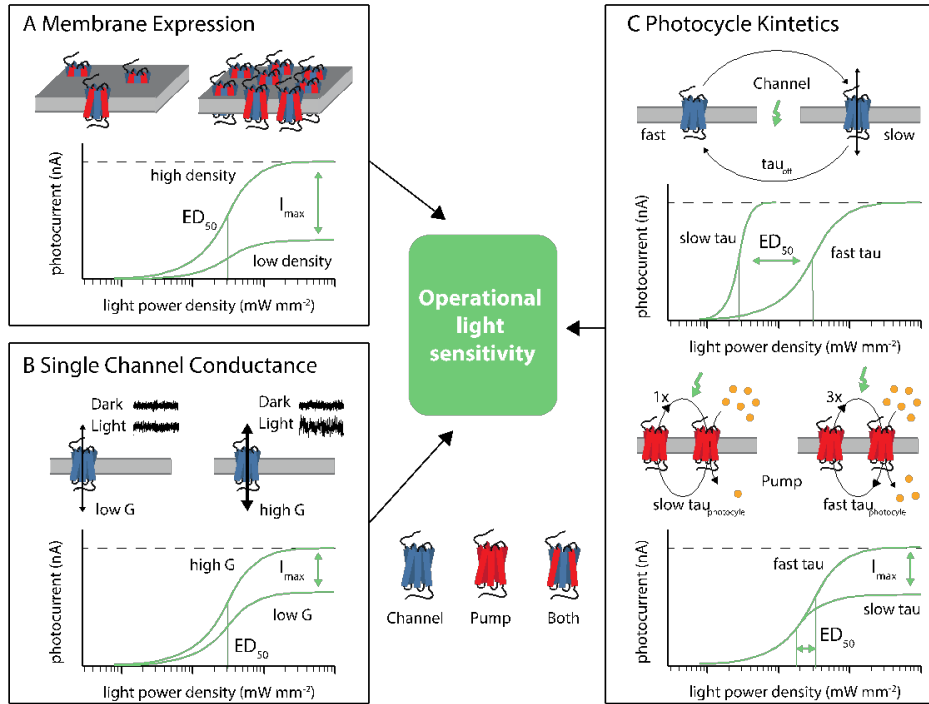 A Membrane Expression
high density
ED50
Imax
low density
photocurrent (nA)
light power density (mW mm-2)
B Single Channel Conductance
Dark
Light
low G
Dark
Light
high G
high G
Imax
low G
ED50
photocurrent (nA)
light power density (mW mm-2)
Operational
light
sensitivity
Channel
Pump
Both
C Photocycle Kintetics
Channel
fast
slow
tauoff
slow tau
ED50
fast tau
photocurrent (nA)
light power density (mW mm-2)
1x
3x
Pump
slow tauphotocyle
fast tauphotocyle
fast tau
Imax
slow tau
ED50
photocurrent (nA)
light power density (mW mm-2)